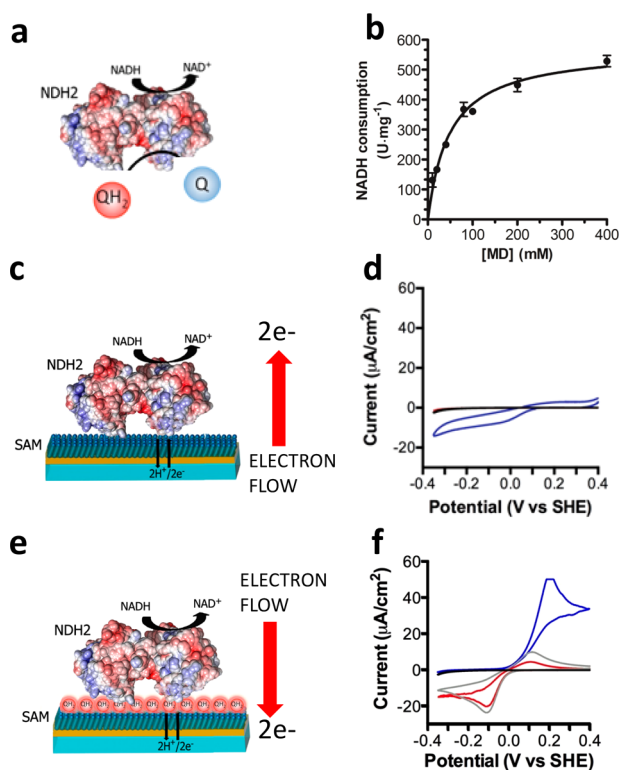 a
NADH
NAD+
NDH2
QH2
Q
b
NADH consumption
(U·mg-1)
600
500
400
300
200
100
0
0
100
200
300
400
[MD] (mM)
c
NADH
NAD+
NDH2
SAM
2H+/2e-
2e-
ELECTRON
FLOW
d
Current (µA/cm2)
60
40
20
0
-20
-0.4
-0.2
0.0
0.2
0.4
Potential (V vs SHE)
e
NADH
NAD+
NDH2
SAM
2H+/2e-
ELECTRON
FLOW
2e-
f
Current (µA/cm2)
60
40
20
0
-20
-0.4
-0.2
0.0
0.2
0.4
Potential (V vs SHE)